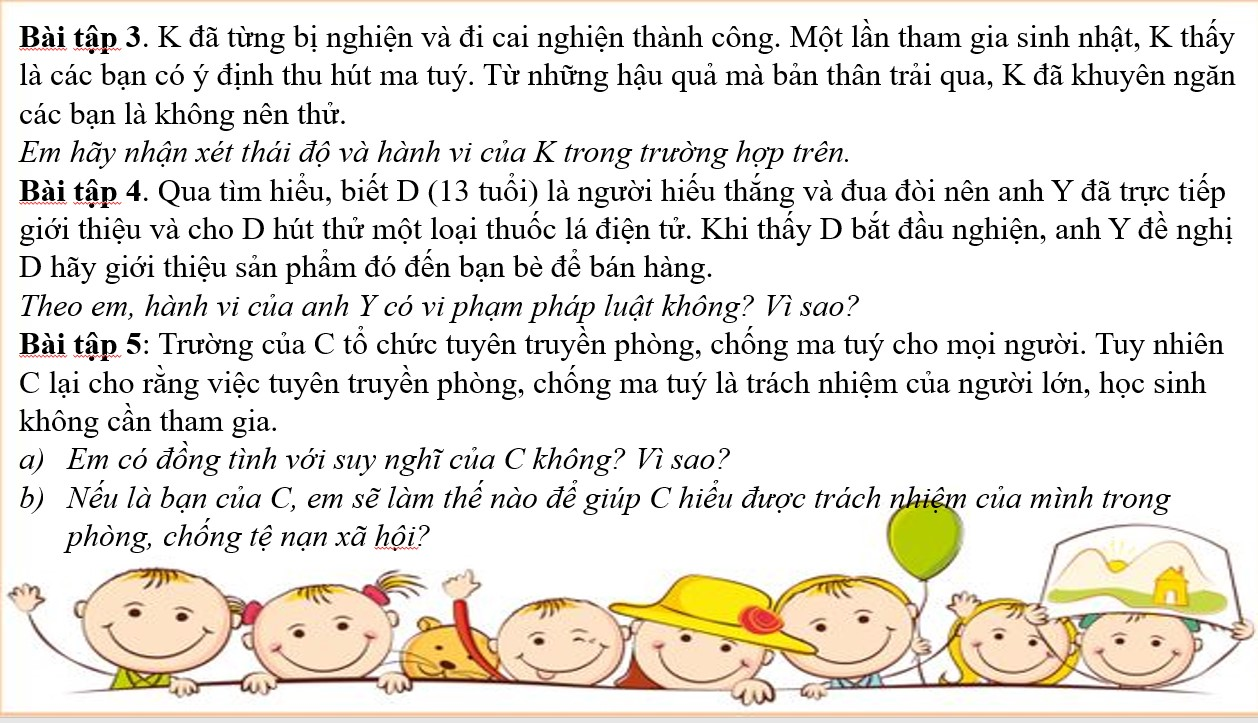 Bài tập 3. K đã từng bị nghiện và đi cai nghiện thành công. Một lần tham gia sinh nhật, K thấy
là các bạn có ý định thu hút ma tuý. Từ những hậu quả mà bản thân trải qua, K đã khuyên ngăn
các bạn là không nên thử.
Em hãy nhận xét thái độ và hành vi của K trong trường hợp trên.
Bài tập 4. Qua tìm hiểu, biết D (13 tuổi) là người hiếu thắng và đua đòi nên anh Y đã trực tiếp
giới thiệu và cho D hút thử một loại thuốc lá điện tử. Khi thấy D bắt đầu nghiện, anh Y đề nghị
D hãy giới thiệu sản phẩm đó đến bạn bè để bán hàng.
Theo em, hành vi của anh Y có vi phạm pháp luật không? Vì sao?
Bài tập 5: Trường của C tổ chức tuyên truyền phòng, chống ma tuý cho mọi người. Tuy nhiên
C lại cho rằng việc tuyên truyền phòng, chống ma tuý là trách nhiệm của người lớn, học sinh
không cần tham gia.
a) Em có đồng tình với suy nghĩ của C không? Vì sao?
b) Nếu là bạn của C, em sẽ làm thế nào để giúp C hiểu được trách nhiệm của mình trong
phòng, chống tệ nạn xã hội?